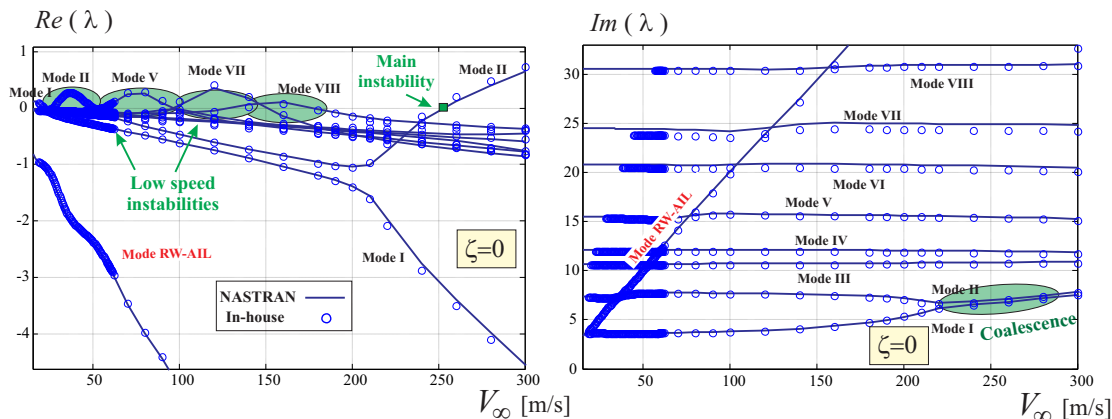 Re ( λ )
1
0
-1
-2
-3
-4
50
100
150
200
250
300
V∞ [m/s]
Mode I
Mode II
Mode V
Mode VII
Mode VIII
Main
instability
Mode II
Low speed
instabilities
Mode RW-AIL
Mode I
ζ=0
NASTRAN
In-house
Im ( λ )
30
25
20
15
10
5
0
50
100
150
200
250
300
V∞ [m/s]
Mode VIII
Mode VII
Mode VI
Mode V
Mode RW-AIL
Mode IV
Mode III
Mode II
Mode I
Coalescence
ζ=0